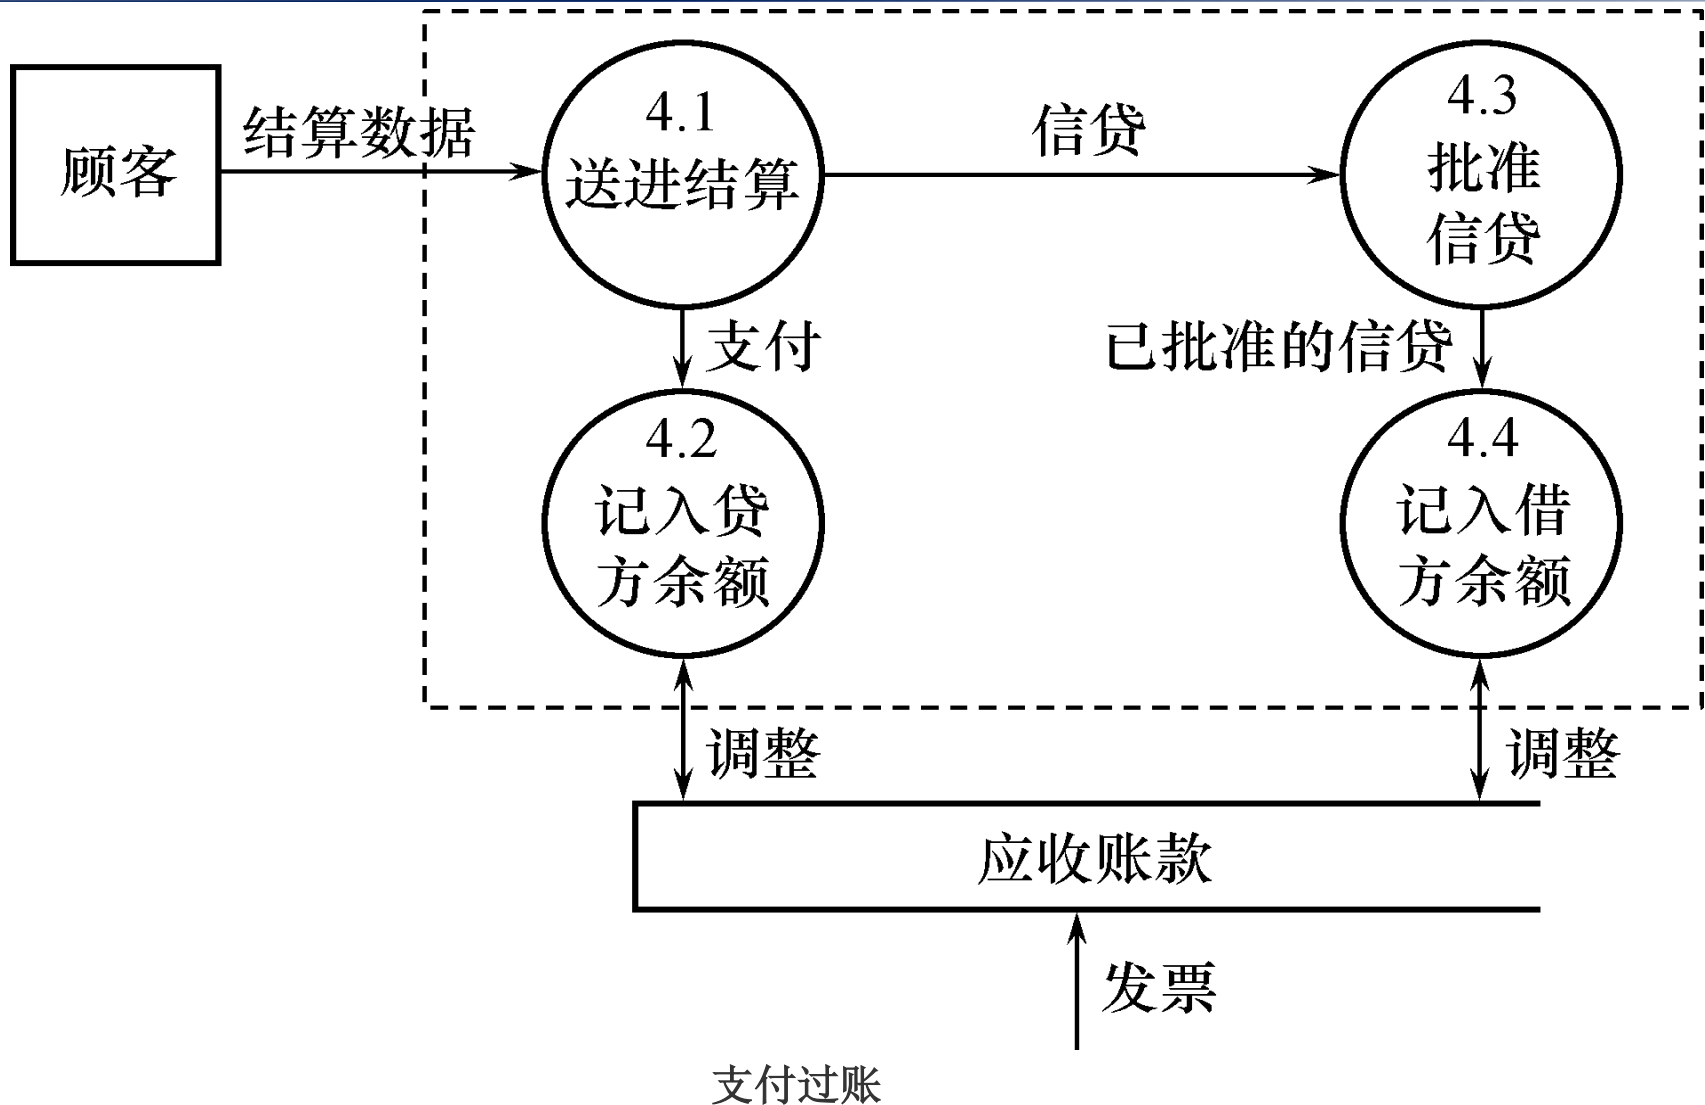 顾客
结算数据
4.1
送进结算
信贷
4.3
批准
信贷
支付
已批准的信贷
4.2
记入贷
方余额
4.4
记入借
方余额
调整
调整
应收账款
发票
支付过账